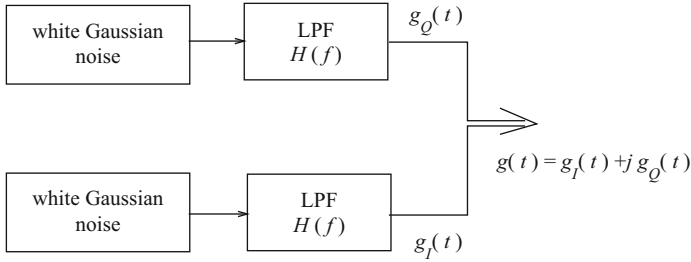 white Gaussian
noise
LPF
H(f)
g_Q(t)
g(t)=g_I(t)+j g_Q(t)
white Gaussian
noise
LPF
H(f)
g_I(t)